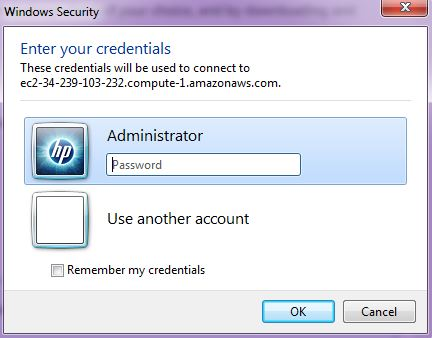 Windows Security
Enter your credentials
These credentials will be used to connect to
ec2-34-239-103-232.compute-1.amazonaws.com.
hp
Administrator
Password
Use another account
Remember my credentials
OK
Cancel